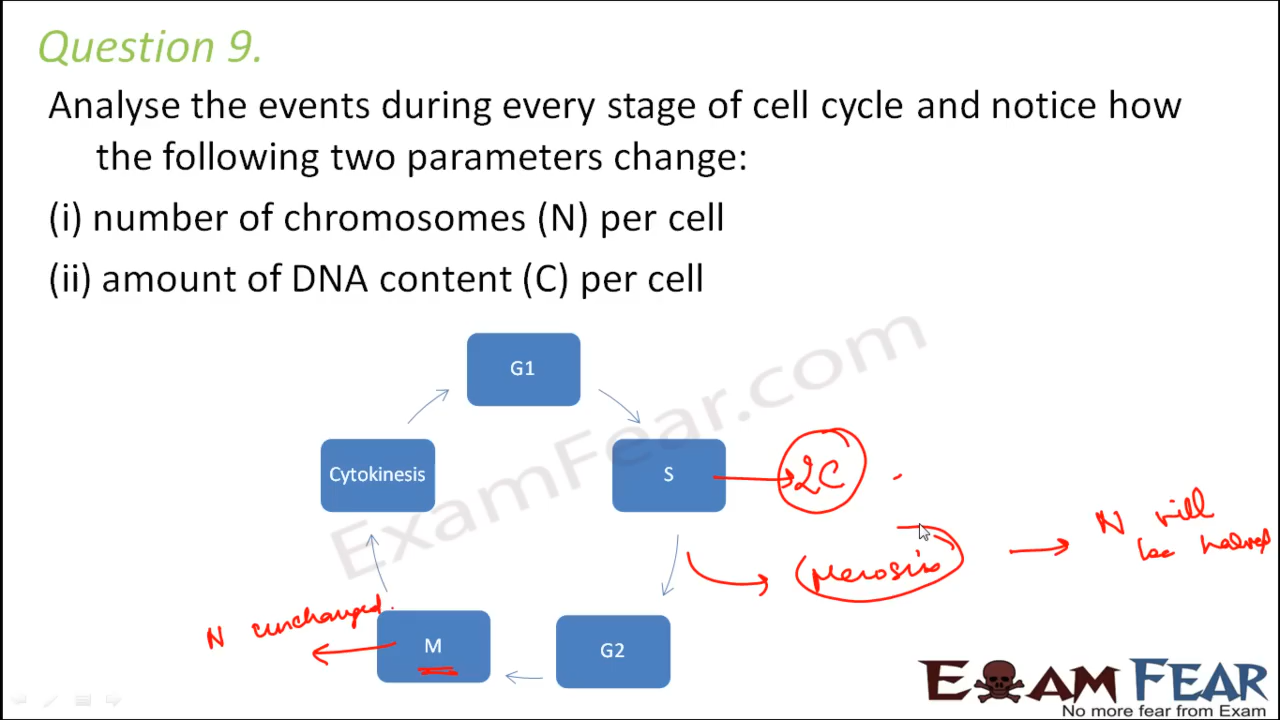 Question 9.
Analyse the events during every stage of cell cycle and notice how
the following two parameters change:
(i) number of chromosomes (N) per cell
(ii) amount of DNA content (C) per cell
G1
Cytokinesis
S
2C
N will
be halved
(Meiosis)
N unchanged.
M
G2
ExamFear.com
EXAM FEAR
No more fear from Exam